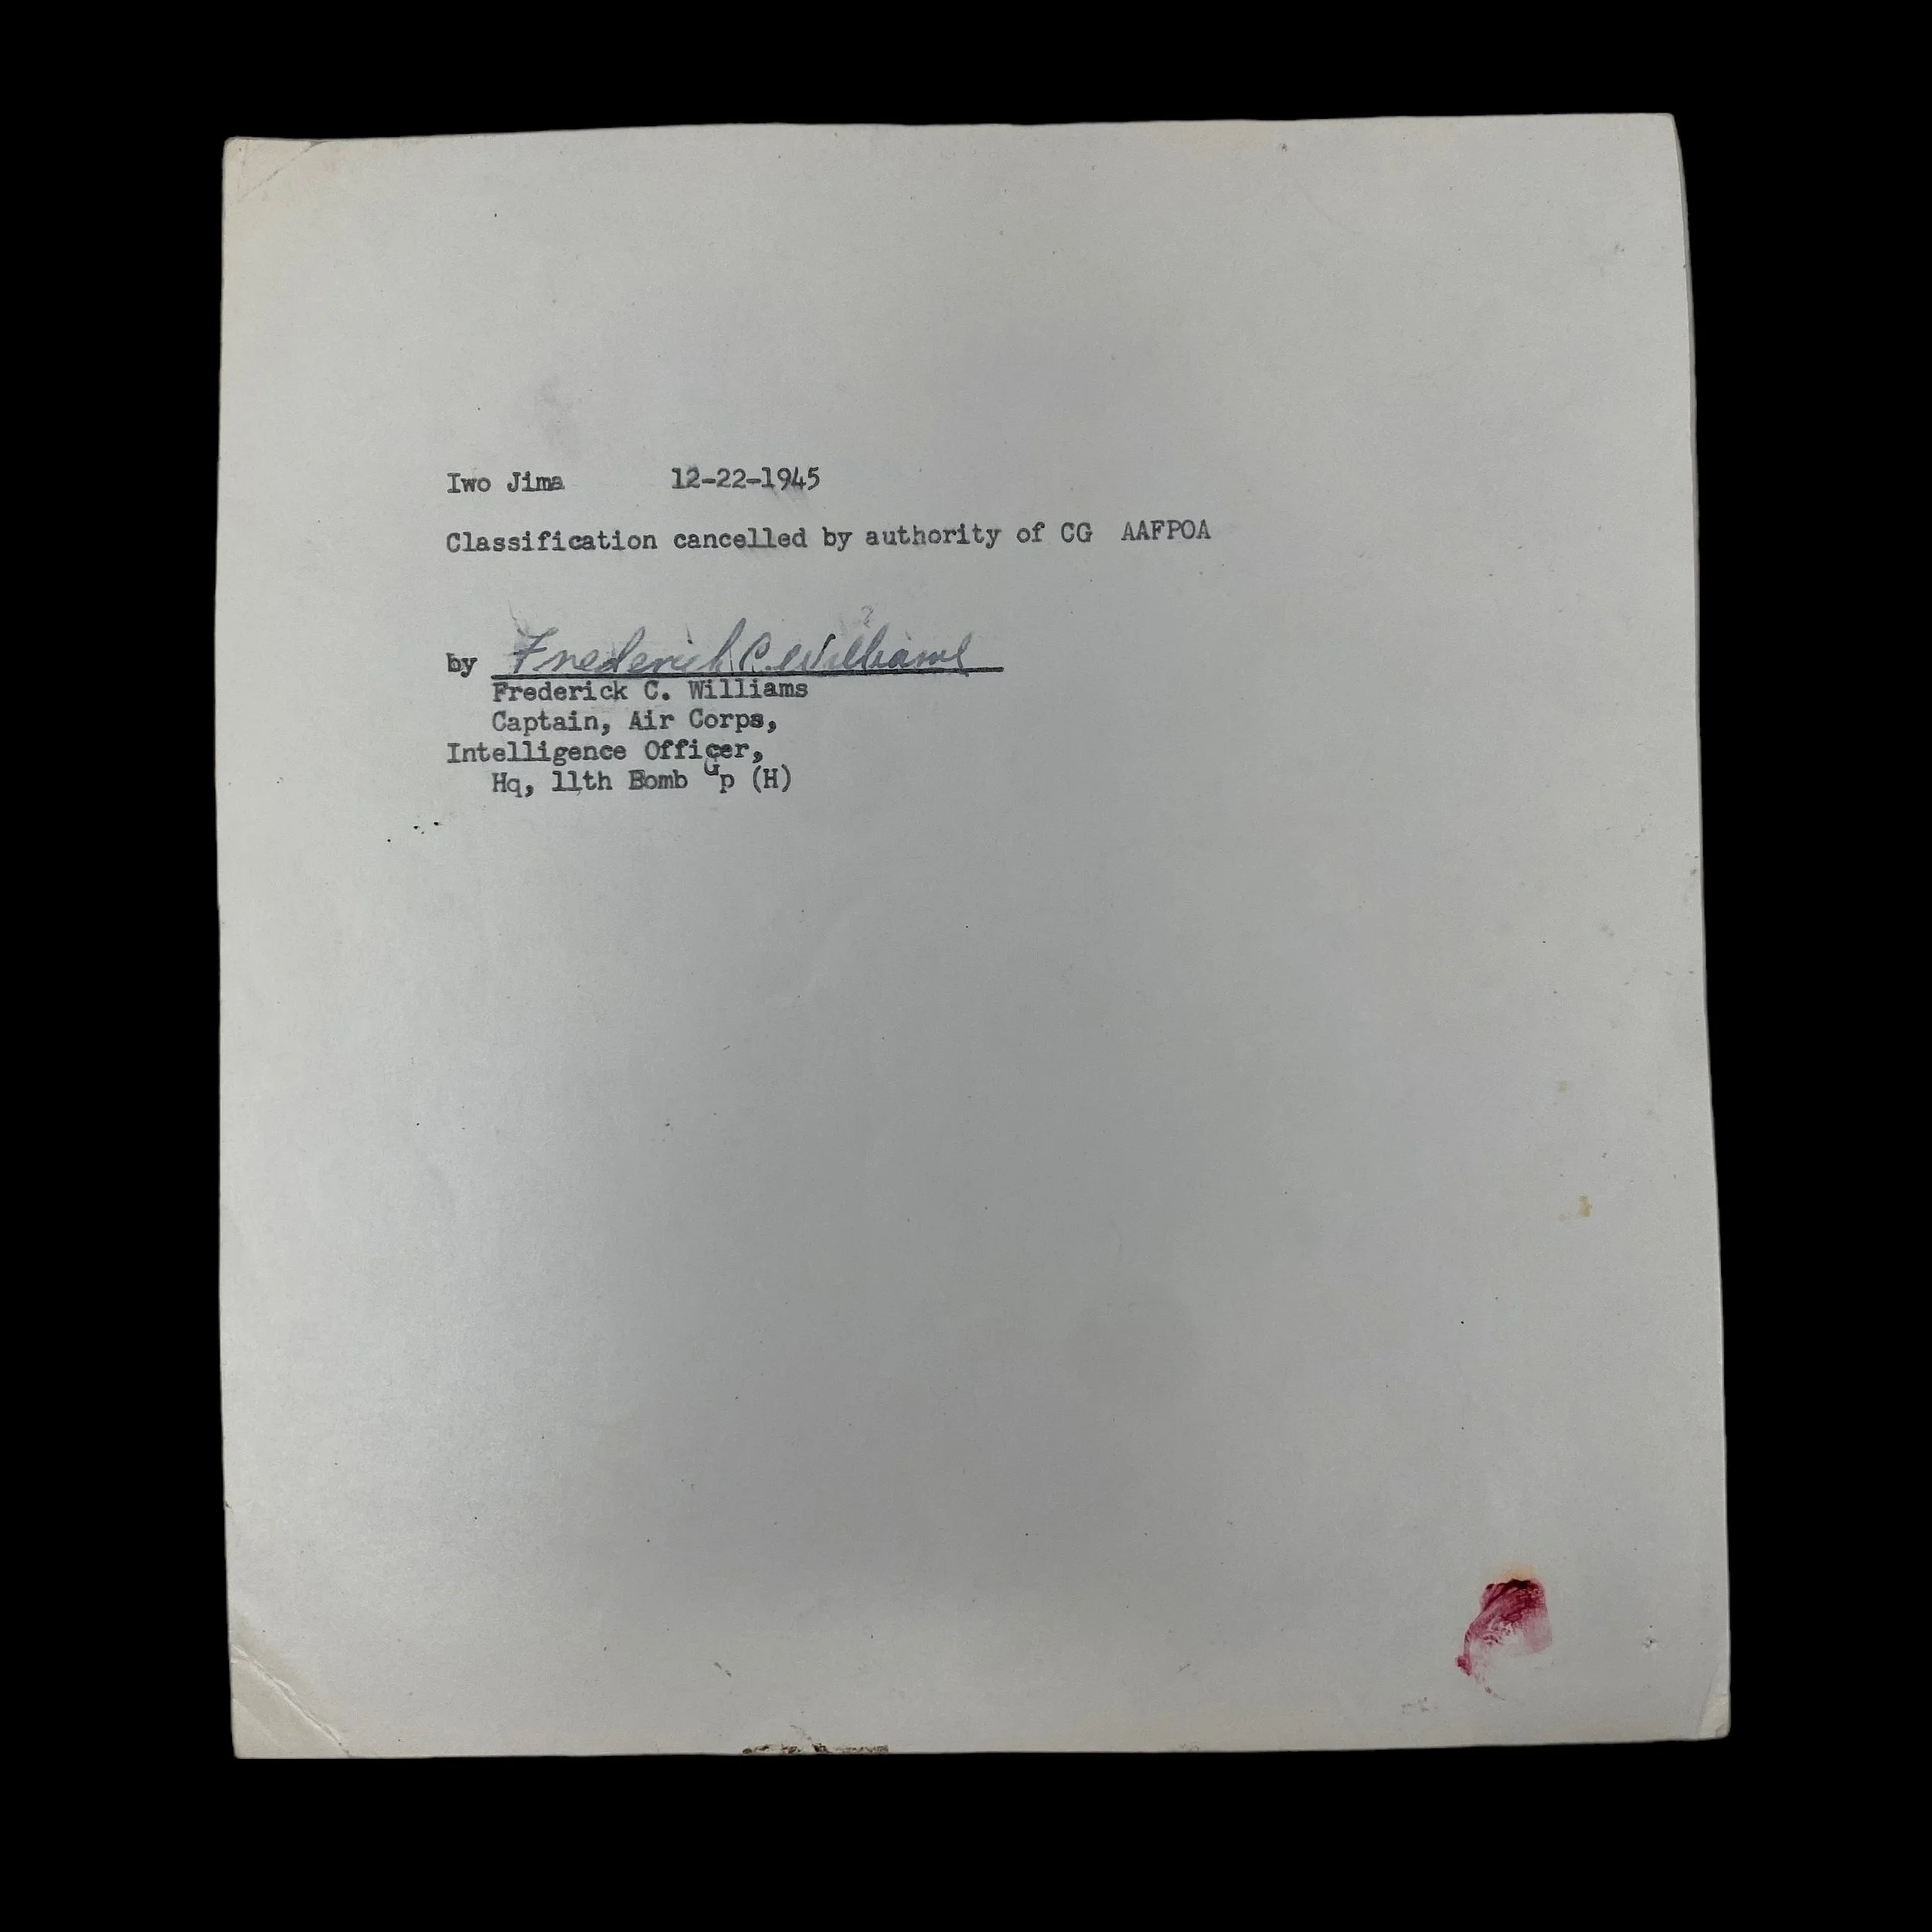 Iwo Jima 12-22-1945
Classification cancelled by authority of CG AAFPOA
by Frederick C. Williams
Frederick C. Williams
Captain, Air Corps,
Intelligence Officer,
Hq, 11th Bomb Gp (H)